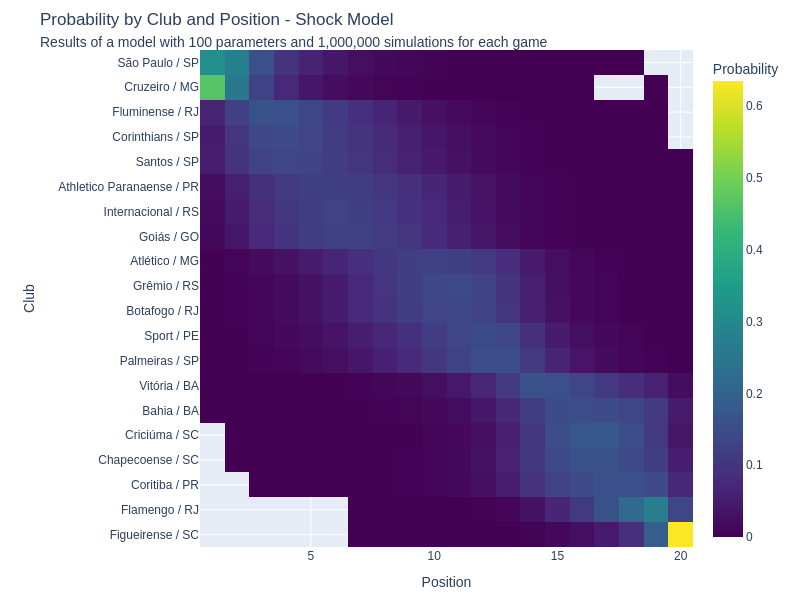 Probability by Club and Position - Shock Model
Results of a model with 100 parameters and 1,000,000 simulations for each game
Probability
São Paulo / SP
Cruzeiro / MG
Fluminense / RJ
Corinthians / SP
Santos / SP
Athletico Paranaense / PR
Internacional / RS
Goiás / GO
Atlético / MG
Grêmio / RS
Botafogo / RJ
Sport / PE
Palmeiras / SP
Vitória / BA
Bahia / BA
Criciúma / SC
Chapecoense / SC
Coritiba / PR
Flamengo / RJ
Figueirense / SC
Club
5
10
15
20
Position
0.6
0.5
0.4
0.3
0.2
0.1
0